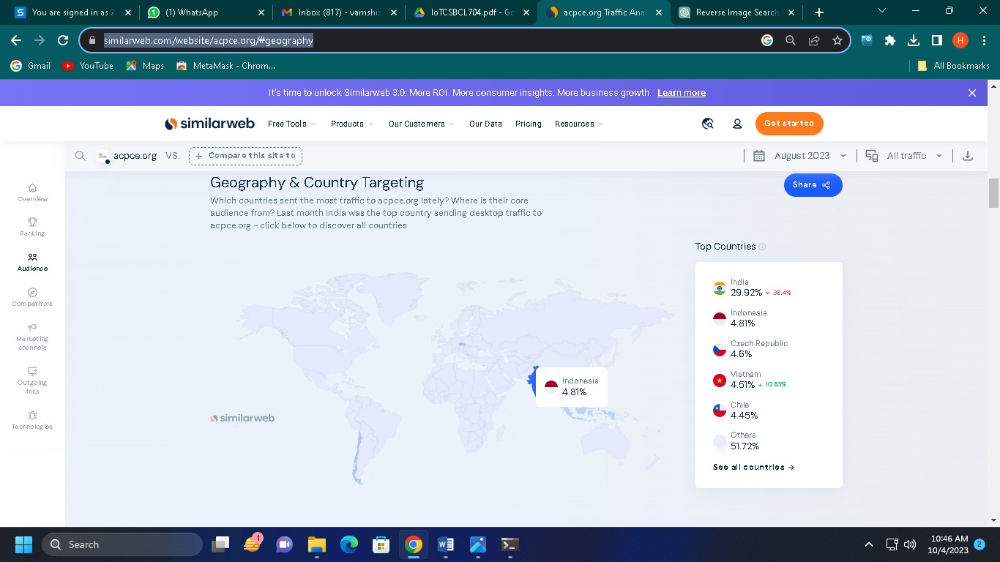 You are signed in as 2
(1) WhatsApp
Inbox (817) - vamshis
IoTCSBCL704.pdf - Go
acpce.org Traffic Anal
Reverse Image Search
similarweb.com/website/acpce.org/#geography
H
Gmail
YouTube
Maps
MetaMask - Chrom...
All Bookmarks
It's time to unlock Similarweb 3.0: More ROI. More consumer insights. More business growth. Learn more
similarweb
Free Tools
Products
Our Customers
Our Data
Pricing
Resources
Get started
acpce.org VS. + Compare this site to
August 2023
All traffic
Overview
Ranking
Audience
Competitors
Marketing
channels
Outgoing
links
Technologies
Geography & Country Targeting
Share
Which countries sent the most traffic to acpce.org lately? Where is their core
audience from? Last month India was the top country sending desktop traffic to
acpce.org - click below to discover all countries
Indonesia
4.81%
similarweb
Top Countries
India
29.92% 36.4%
Indonesia
4.81%
Czech Republic
4.6%
Vietnam
4.51% 10.83%
Chile
4.45%
Others
51.72%
See all countries →
Search
1
10:46 AM
10/4/2023
2